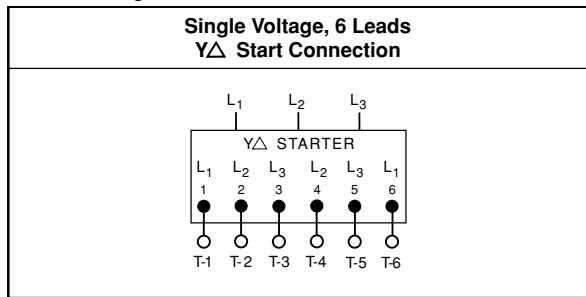 Single Voltage, 6 Leads
Y△ Start Connection
L₁ L₂ L₃
Y△ STARTER
L₁ L₂ L₃ L₂ L₃ L₁
1 2 3 4 5 6
T-1 T-2 T-3 T-4 T-5 T-6